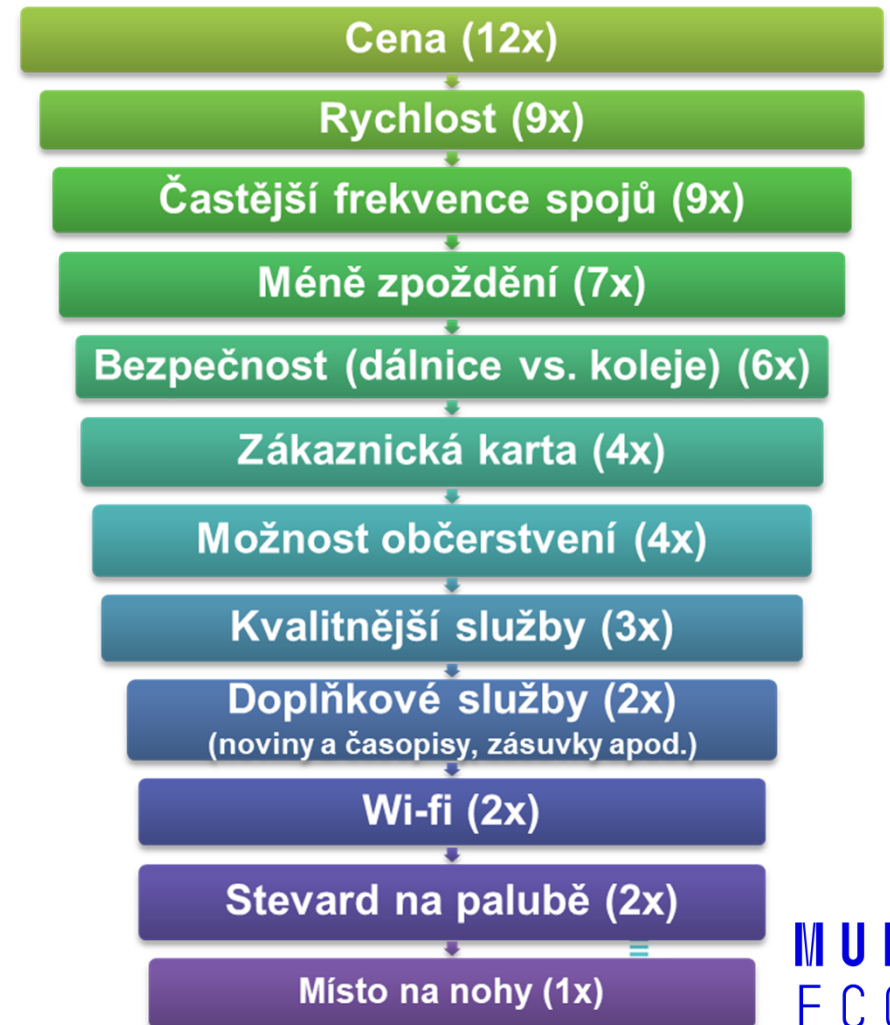 Cena (12x)
Rychlost (9x)
Častější frekvence spojů (9x)
Méně zpoždění (7x)
Bezpečnost (dálnice vs. koleje) (6x)
Zákaznická karta (4x)
Možnost občerstvení (4x)
Kvalitnější služby (3x)
Doplňkové služby (2x)
(noviny a časopisy, zásuvky apod.)
Wi-fi (2x)
Stevard na palubě (2x)
Místo na nohy (1x)